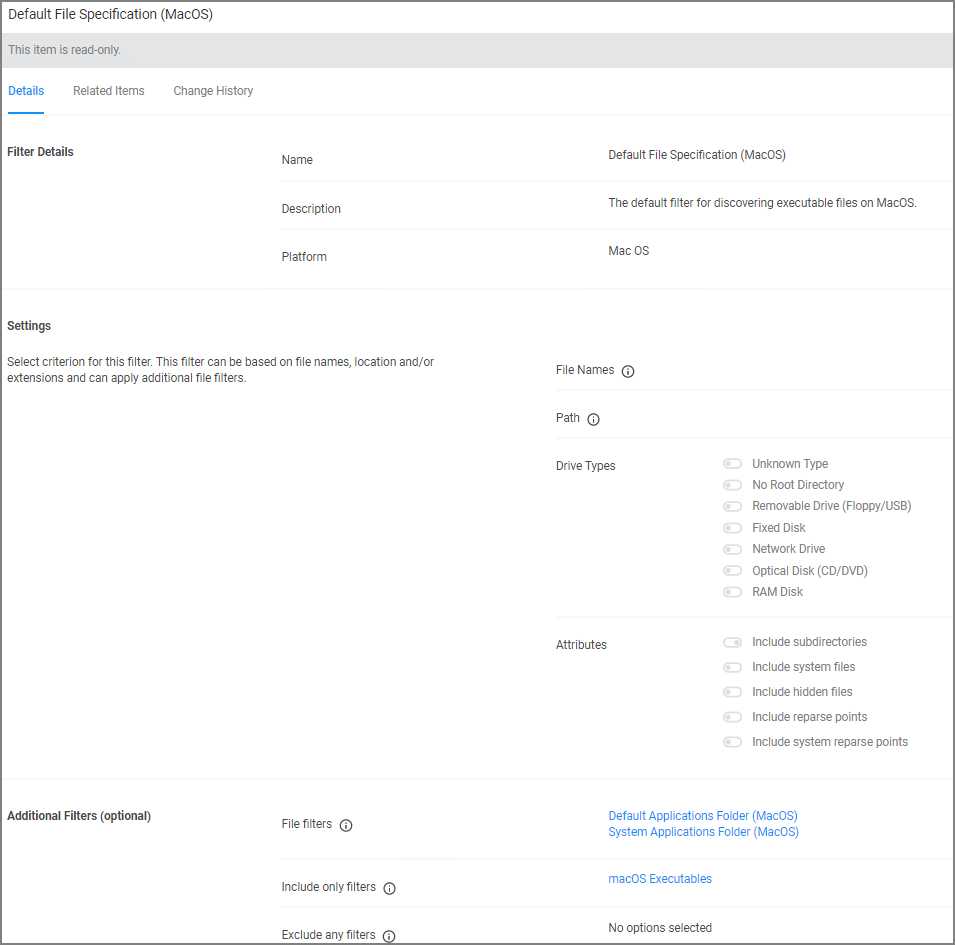 Default File Specification (MacOS)
This item is read-only.
Details
Related Items
Change History
Filter Details
Name
Default File Specification (MacOS)
Description
The default filter for discovering executable files on MacOS.
Platform
Mac OS
Settings
Select criterion for this filter. This filter can be based on file names, location and/or
extensions and can apply additional file filters.
File Names
Path
Drive Types
Unknown Type
No Root Directory
Removable Drive (Floppy/USB)
Fixed Disk
Network Drive
Optical Disk (CD/DVD)
RAM Disk
Attributes
Include subdirectories
Include system files
Include hidden files
Include reparse points
Include system reparse points
Additional Filters (optional)
File filters
Default Applications Folder (MacOS)
System Applications Folder (MacOS)
Include only filters
macOS Executables
Exclude any filters
No options selected